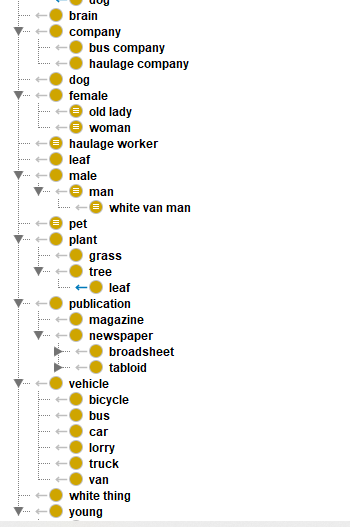 dog
brain
company
bus company
haulage company
dog
female
old lady
woman
haulage worker
leaf
male
man
white van man
pet
plant
grass
tree
leaf
publication
magazine
newspaper
broadsheet
tabloid
vehicle
bicycle
bus
car
lorry
truck
van
white thing
young